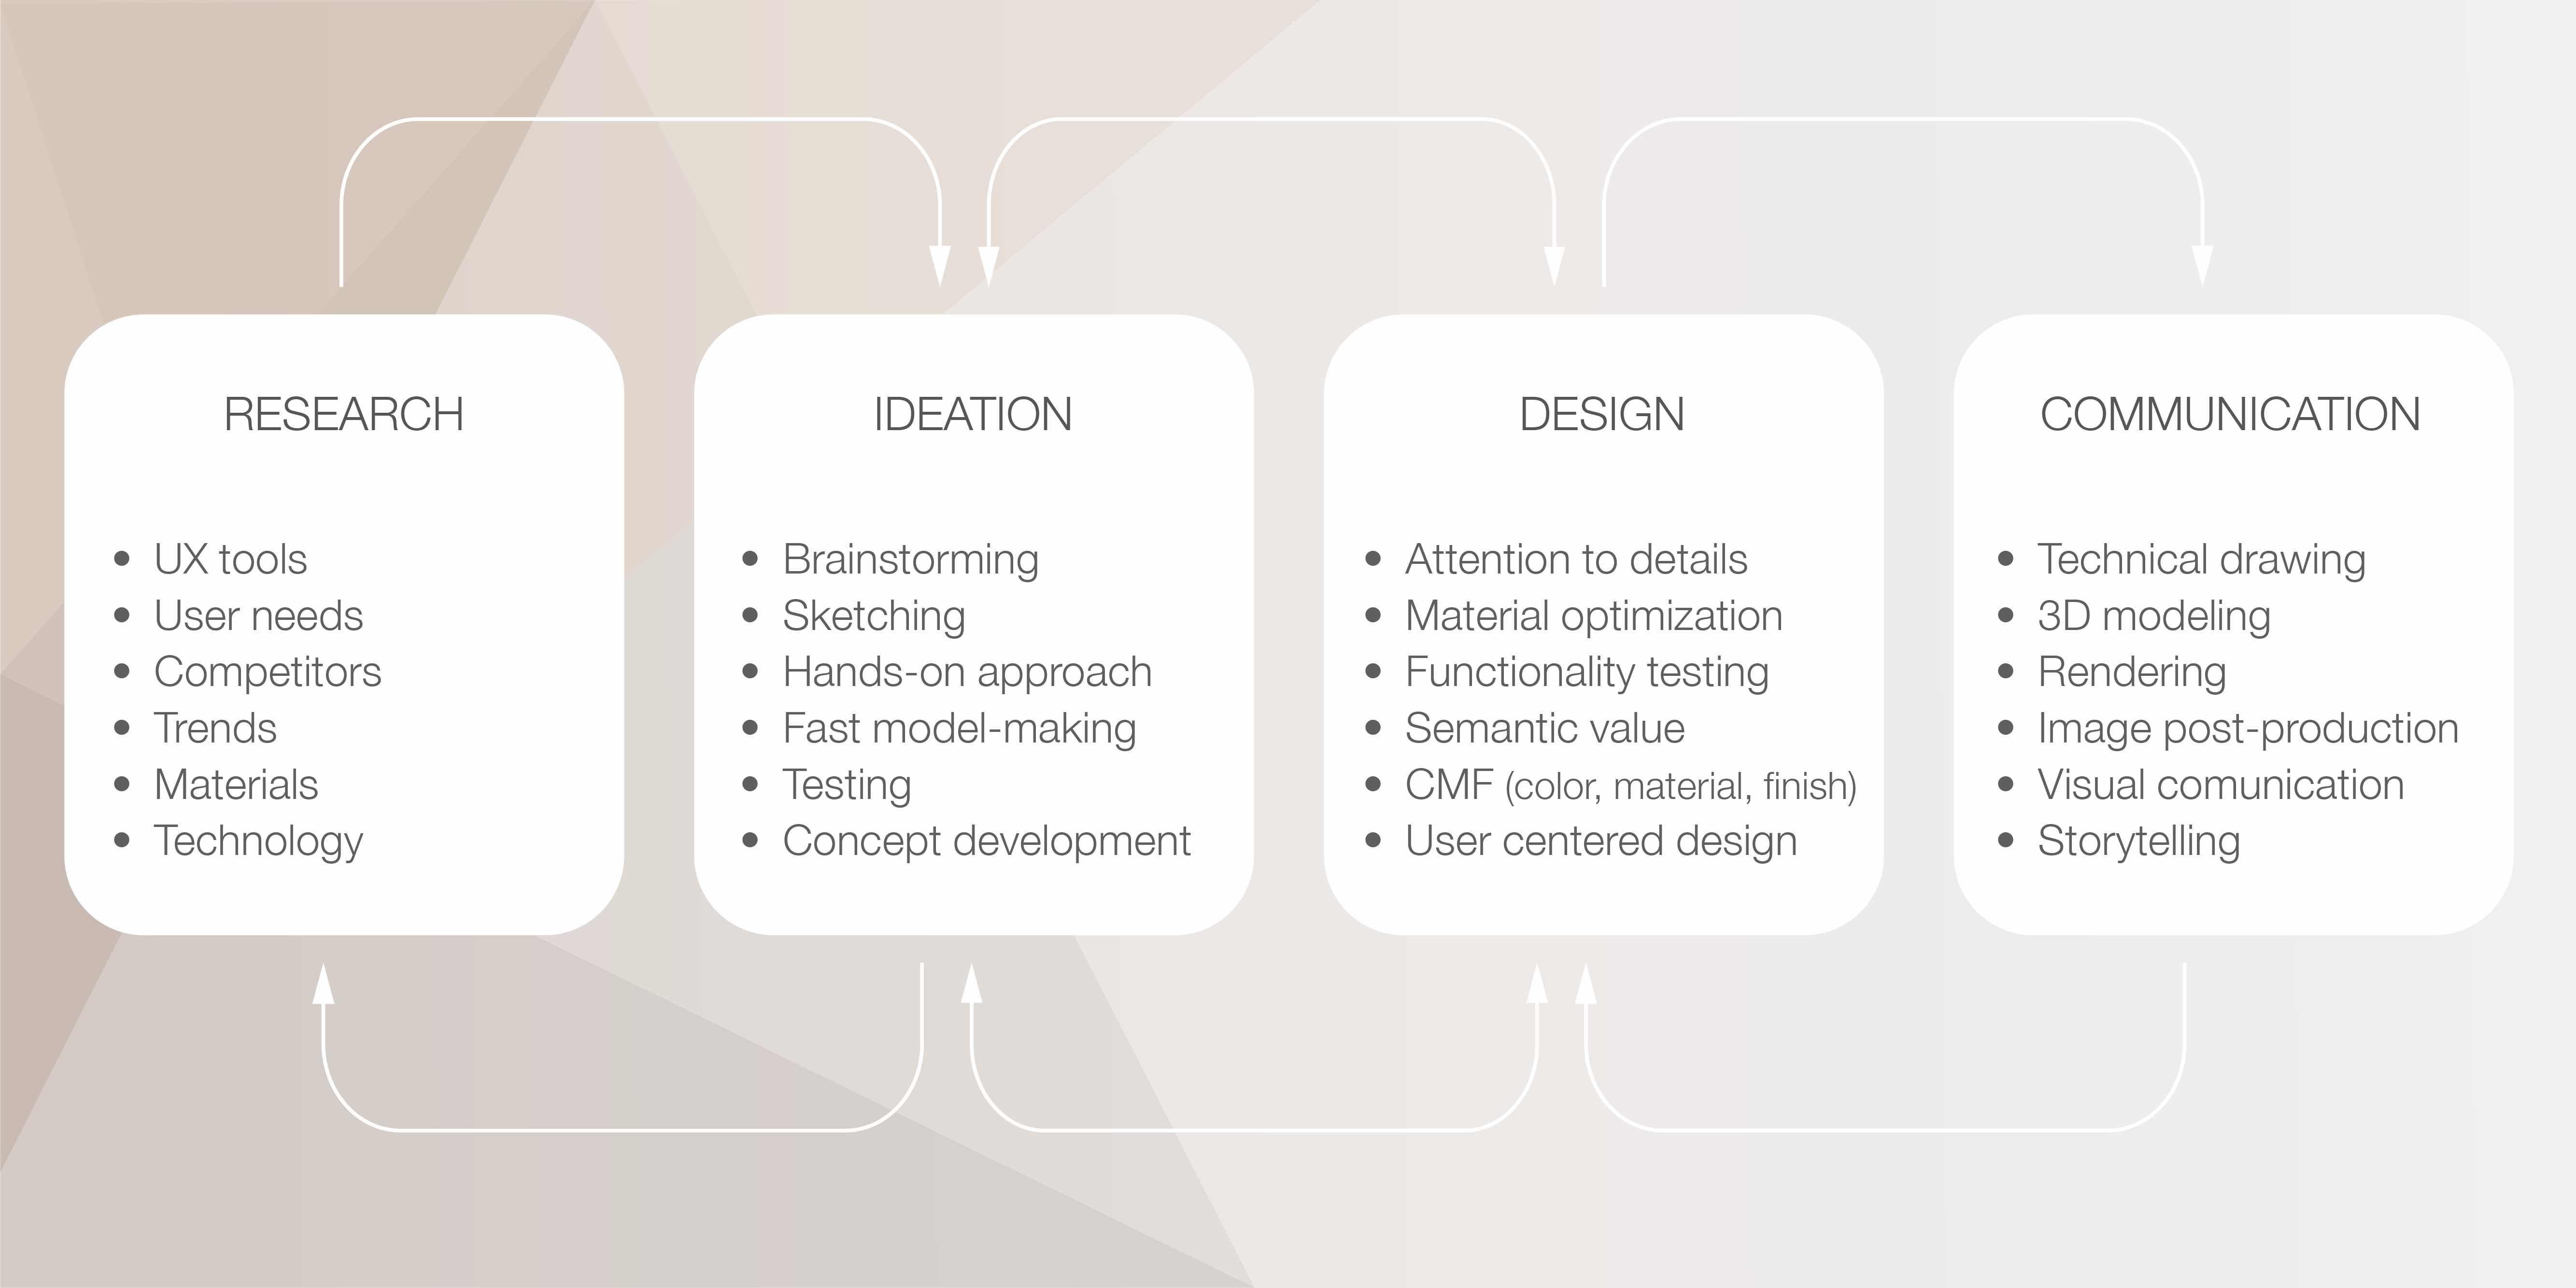 RESEARCH
• UX tools
• User needs
• Competitors
• Trends
• Materials
• Technology
IDEATION
• Brainstorming
• Sketching
• Hands-on approach
• Fast model-making
• Testing
• Concept development
DESIGN
• Attention to details
• Material optimization
• Functionality testing
• Semantic value
• CMF (color, material, finish)
• User centered design
COMMUNICATION
• Technical drawing
• 3D modeling
• Rendering
• Image post-production
• Visual comunication
• Storytelling